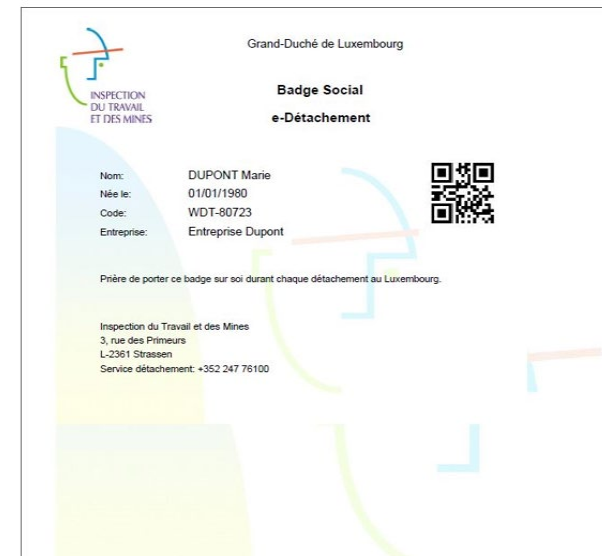 Grand-Duché de Luxembourg
INSPECTION
DU TRAVAIL
ET DES MINES
Badge Social
e-Détachement
Nom: DUPONT Marie
Née le: 01/01/1980
Code: WDT-80723
Entreprise: Entreprise Dupont
Prière de porter ce badge sur soi durant chaque détachement au Luxembourg.
Inspection du Travail et des Mines
3, rue des Primeurs
L-2361 Strassen
Service détachement: +352 247 76100